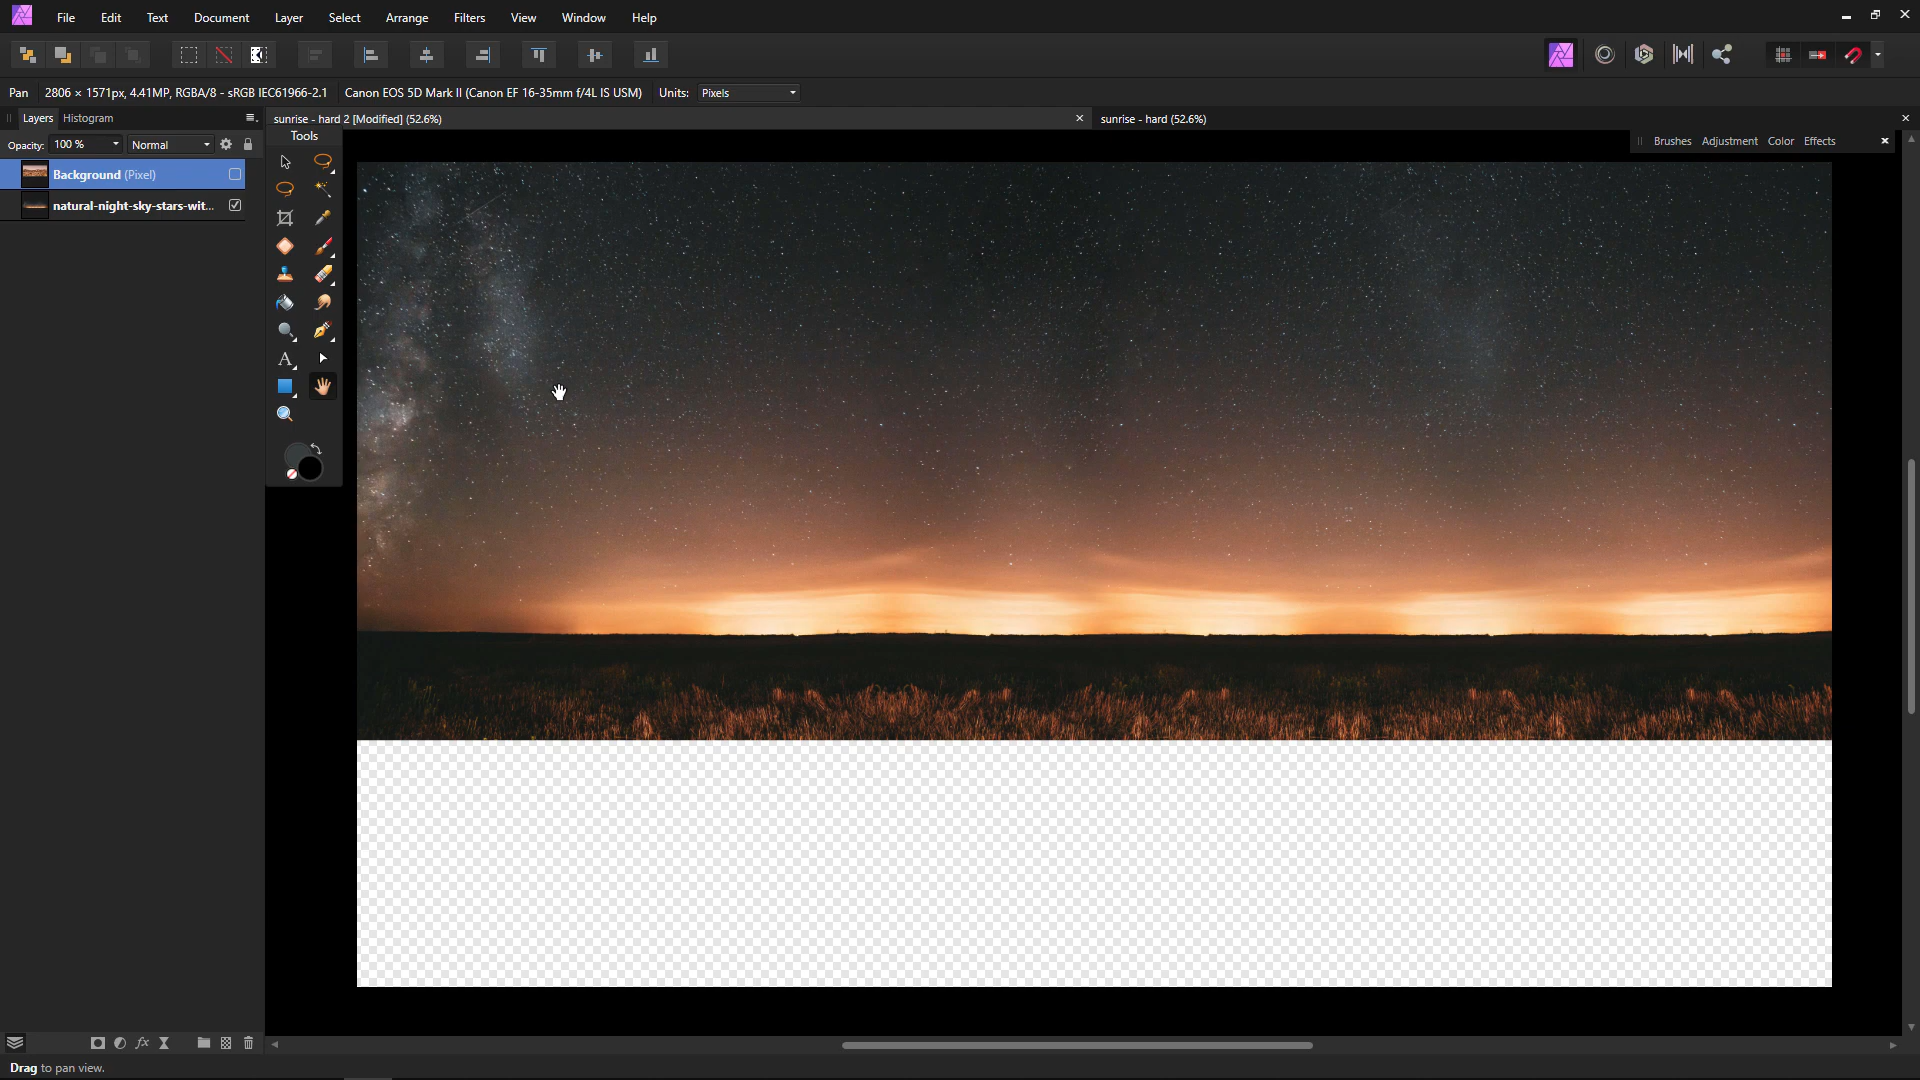 File Edit Text Document Layer Select Arrange Filters View Window Help
Pan 2806 × 1571px, 4.41MP, RGBA/8 - sRGB IEC61966-2.1 Canon EOS 5D Mark II (Canon EF 16-35mm f/4L IS USM) Units: Pixels
Layers Histogram
sunrise - hard 2 [Modified] (52.6%)
sunrise - hard (52.6%)
Tools
Opacity: 100 % Normal
Brushes Adjustment Color Effects
Background (Pixel)
natural-night-sky-stars-wit...
A
fx
Drag to pan view.